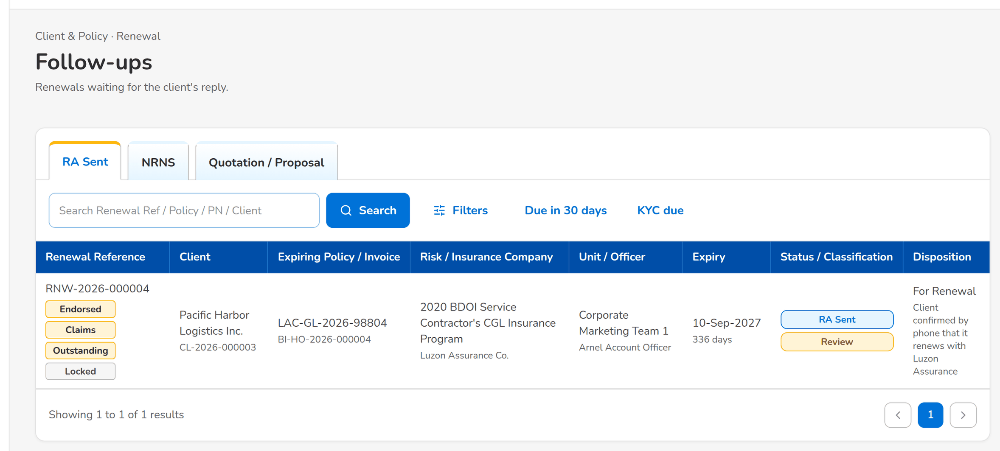 Client & Policy · Renewal
Follow-ups
Renewals waiting for the client's reply.
RA Sent
NRNS
Quotation / Proposal
Search Renewal Ref / Policy / PN / Client
Search
Filters
Due in 30 days
KYC due
Renewal Reference
Client
Expiring Policy / Invoice
Risk / Insurance Company
Unit / Officer
Expiry
Status / Classification
Disposition
RNW-2026-000004
Endorsed
Claims
Outstanding
Locked
Pacific Harbor
Logistics Inc.
CL-2026-000003
LAC-GL-2026-98804
BI-HO-2026-000004
2020 BDOI Service
Contractor's CGL Insurance
Program
Luzon Assurance Co.
Corporate
Marketing Team 1
Arnel Account Officer
10-Sep-2027
336 days
RA Sent
Review
For Renewal
Client
confirmed by
phone that it
renews with
Luzon
Assurance
Showing 1 to 1 of 1 results
1